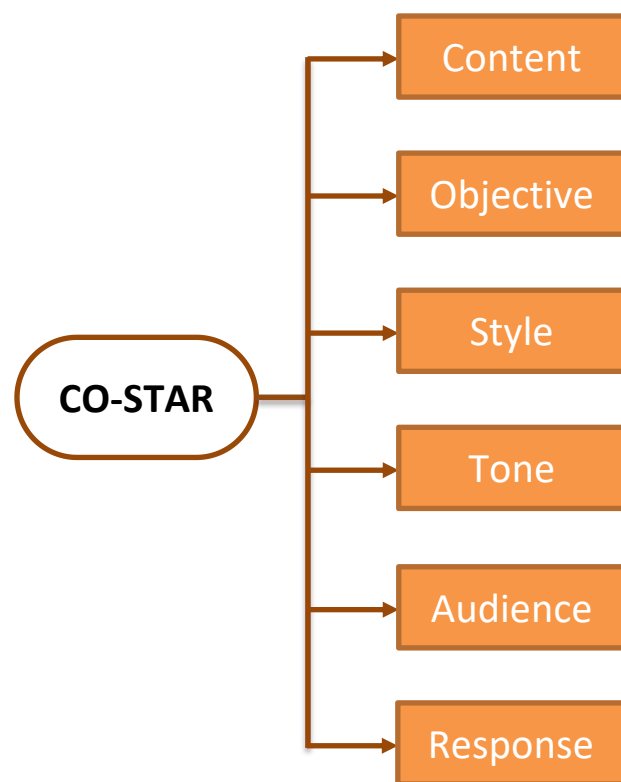 Content
Objective
Style
CO-STAR
Tone
Audience
Response